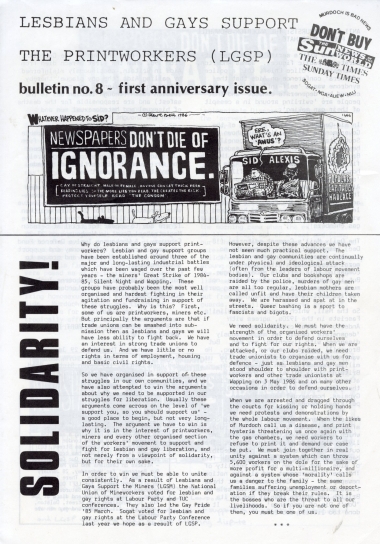 LESBIANS AND GAYS SUPPORT
THE PRINTWORKERS (LGSP)
bulletin no.8 - first anniversary issue.
MURDOCH IS BAD NEWS
DON'T BUY
Sun
NEWS
WORLD
THE TIMES
SUNDAY TIMES
WHATEVER HAPPENED TO SID?
1986
NEWSPAPERS DON'T DIE OF
IGNORANCE.
ERE,
WHAT'S AN
'AWUS'?
SID & ALEXIS
SOLIDARITY!
Why do lesbians and gays support print-
workers? Lesbian and gay support groups
have been established around three of the
major and long-lasting industrial battles
which have been waged over the past few
years - the miners' Great Strike of 1984-
85, Silent Night and Wapping. These
groups have probably been the most well
organised and hardest fighting in their
agitation and fundraising in support of
these struggles. Why is this? First,
some of us are printworkers, miners etc.
But principally the arguments are that if
trade unions can be smashed into sub-
mission then as lesbians and gays we will
have less ability to fight back. We have
an interest in strong trade unions to
defend us. And we have little or no
rights in terms of employment, housing
and basic civil rights.
So we have organised in support of these
struggles in our own communities, and we
have also attempted to win the arguments
about why we need to be supported in our
struggles for liberation. Usually these
arguments come across on the level of 'we
support you, so you should support us' -
a good place to begin, but not very long-
lasting. The argument we have to win is
why it is in the interest of printworkers,
miners and every other organised section
of the workers' movement to support and
fight for lesbian and gay liberation, and
not merely from a viewpoint of solidarity,
but for their own sake.
In order to win we must be able to unite
consistently. As a result of Lesbians and
Gays Support the Miners (LGSM) the National
Union of Mineworkers voted for lesbian and
gay rights at Labour Party and TUC
conferences. They also led the Gay Pride
'85 March. Sogat voted for lesbian and
gay rights at the Labour Party Conference
last year we hope as a result of LGSP.
However, despite these advances we have
not seen much practical support. The
lesbian and gay communities are continually
under physical and ideological attack
(often from the leaders of labour movement
bodies). Our clubs and bookshops are
raided by the police, murders of gay men
are all too regular, lesbian mothers are
called evil and have their children taken
away. We are harassed and spat at in the
streets. Queer bashing is a sport to
fascists and bigots.
We need solidarity. We must have the
strength of the organised workers'
movement in order to defend ourselves
and to fight for our rights. When we are
attacked, or our clubs raided, we need
trade unionists to organise with us for
defence - just as lesbians and gay men
stood shoulder to shoulder with print-
workers and other trade unionists at
Wapping on 3 May 1986 and on many other
occasions in order to defend ourselves.
When we are arrested and dragged through
the courts for kissing or holding hands
we need protests and demonstrations by
the whole labour movement. When the likes
of Murdoch call us a disease, and print
hysteria threatening us once again with
the gas chambers, we need workers to
refuse to print it and demand our case
be put. We must join together in real
unity against a system which can throw
5,600 workers on the dole for the sake of
more profit for a multi-millionaire, and
against a system whose 'morality' calls
us a danger to the family - the same
families suffering unemployment or deport-
ation if they break their rules. It is
the bosses who are the threat to all our
livelihoods. So if you are not one of
then, you must be one of us.
* * *